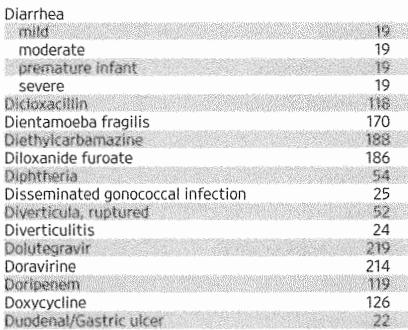 Diarrhea
mild 19
moderate 19
premature infant 19
severe 19
Dicloxacillin 118
Dientamoeba fragilis 170
Diethylcarbamazine 188
Diloxanide furoate 186
Diphtheria 54
Disseminated gonococcal infection 25
Diverticula, ruptured 52
Diverticulitis 24
Dolutegravir 219
Doravirine 214
Doripenem 119
Doxycycline 126
Duodenal/Gastric ulcer 22